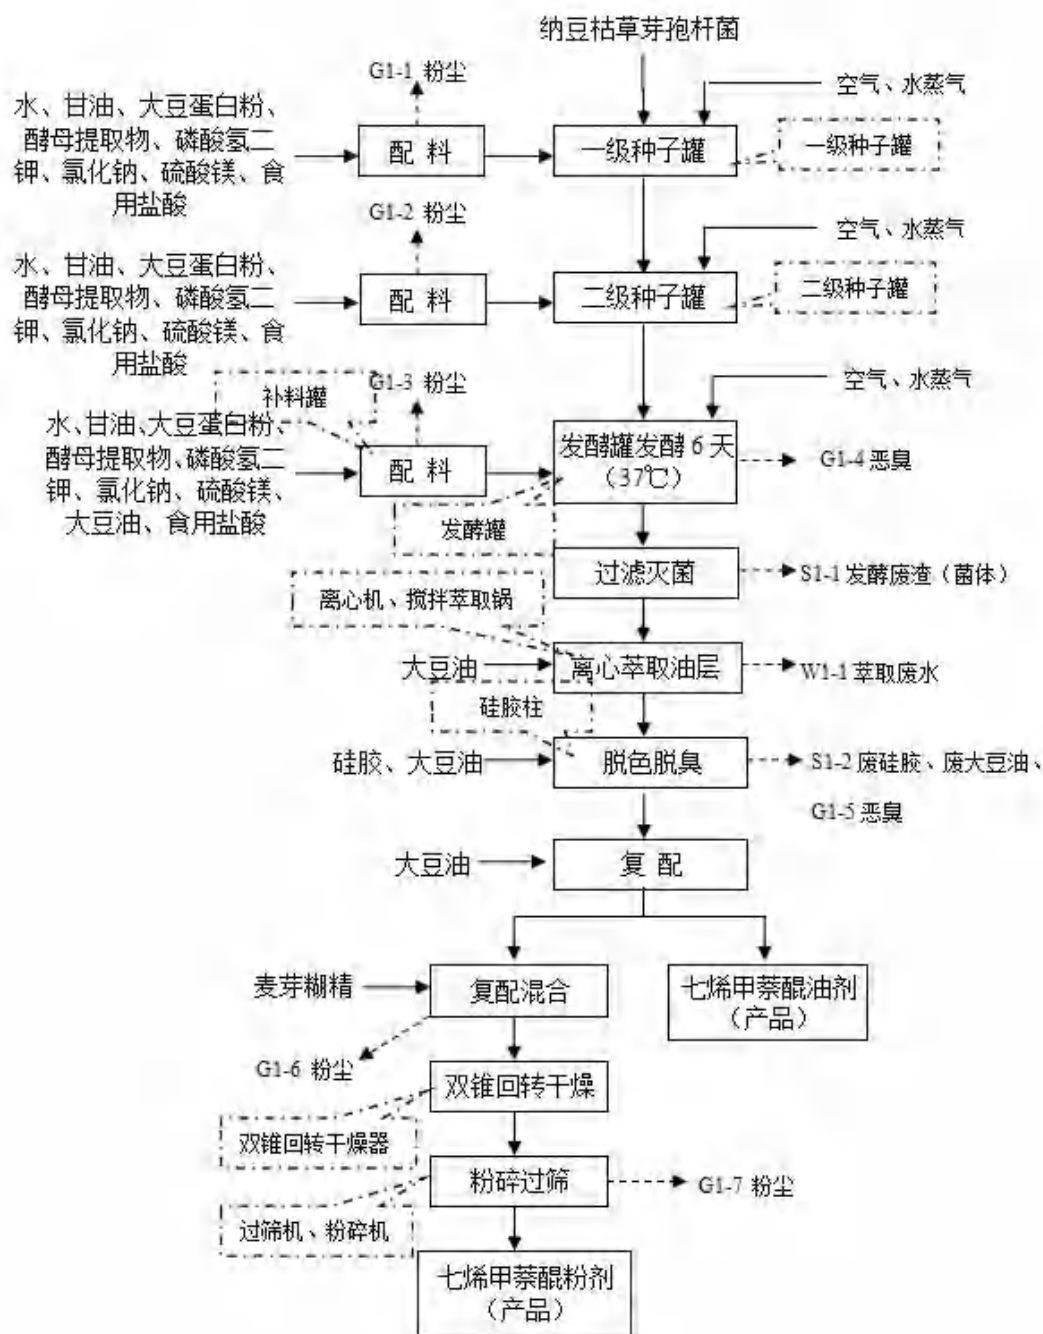 纳豆枯草芽孢杆菌
G1-1 粉尘
空气、水蒸气
水、甘油、大豆蛋白粉、
酵母提取物、磷酸氢二
钾、氯化钠、硫酸镁、食
用盐酸
配 料
一级种子罐
一级种子罐
G1-2 粉尘
空气、水蒸气
水、甘油、大豆蛋白粉、
酵母提取物、磷酸氢二
钾、氯化钠、硫酸镁、食
用盐酸
配 料
二级种子罐
二级种子罐
补料罐
G1-3 粉尘
空气、水蒸气
水、甘油、大豆蛋白粉、
酵母提取物、磷酸氢二
钾、氯化钠、硫酸镁、
大豆油、食用盐酸
配 料
发酵罐发酵 6 天
（37℃）
G1-4 恶臭
发酵罐
过滤灭菌
S1-1 发酵废渣（菌体）
离心机、搅拌萃取锅
大豆油
离心萃取油层
W1-1 萃取废水
硅胶柱
硅胶、大豆油
脱色脱臭
S1-2 废硅胶、废大豆油、
G1-5 恶臭
大豆油
复 配
麦芽糊精
复配混合
七烯甲萘醌油剂
（产品）
G1-6 粉尘
双锥回转干燥
双锥回转干燥器
粉碎过筛
G1-7 粉尘
过筛机、粉碎机
七烯甲萘醌粉剂
（产品）